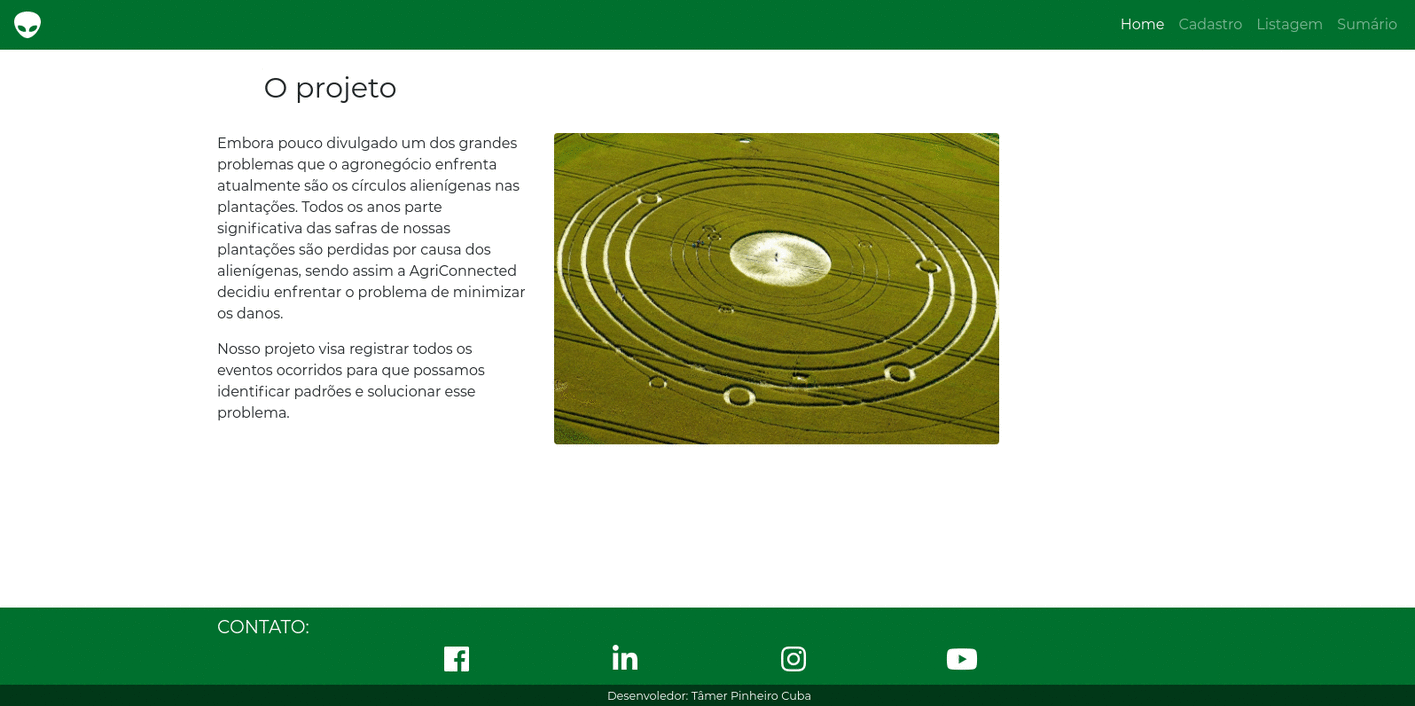 Home Cadastro Listagem Sumário
O projeto
Embora pouco divulgado um dos grandes
problemas que o agronegócio enfrenta
atualmente são os círculos alienígenas nas
plantações. Todos os anos parte
significativa das safras de nossas
plantações são perdidas por causa dos
alienígenas, sendo assim a AgriConnected
decidiu enfrentar o problema de minimizar
os danos.
Nosso projeto visa registrar todos os
eventos ocorridos para que possamos
identificar padrões e solucionar esse
problema.
CONTATO:
Desenvoledor: Tâmer Pinheiro Cuba